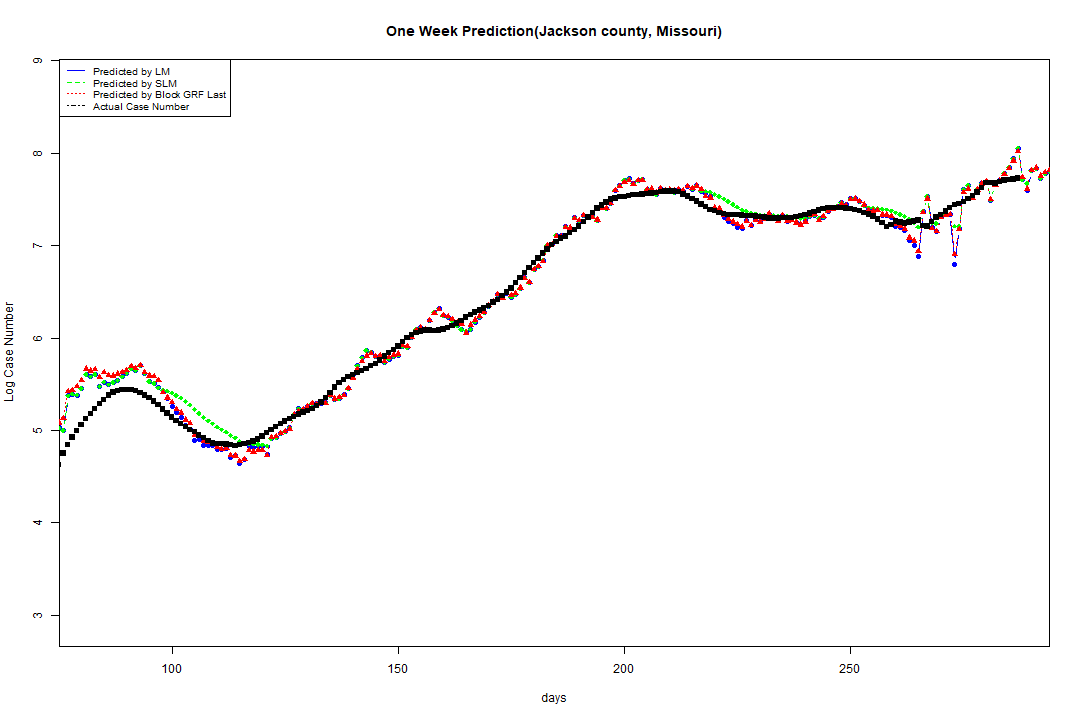 One Week Prediction(Jackson county, Missouri)
Predicted by LM
Predicted by SLM
Predicted by Block GRF Last
Actual Case Number
Log Case Number
9
8
7
6
5
4
3
100
150
200
250
days